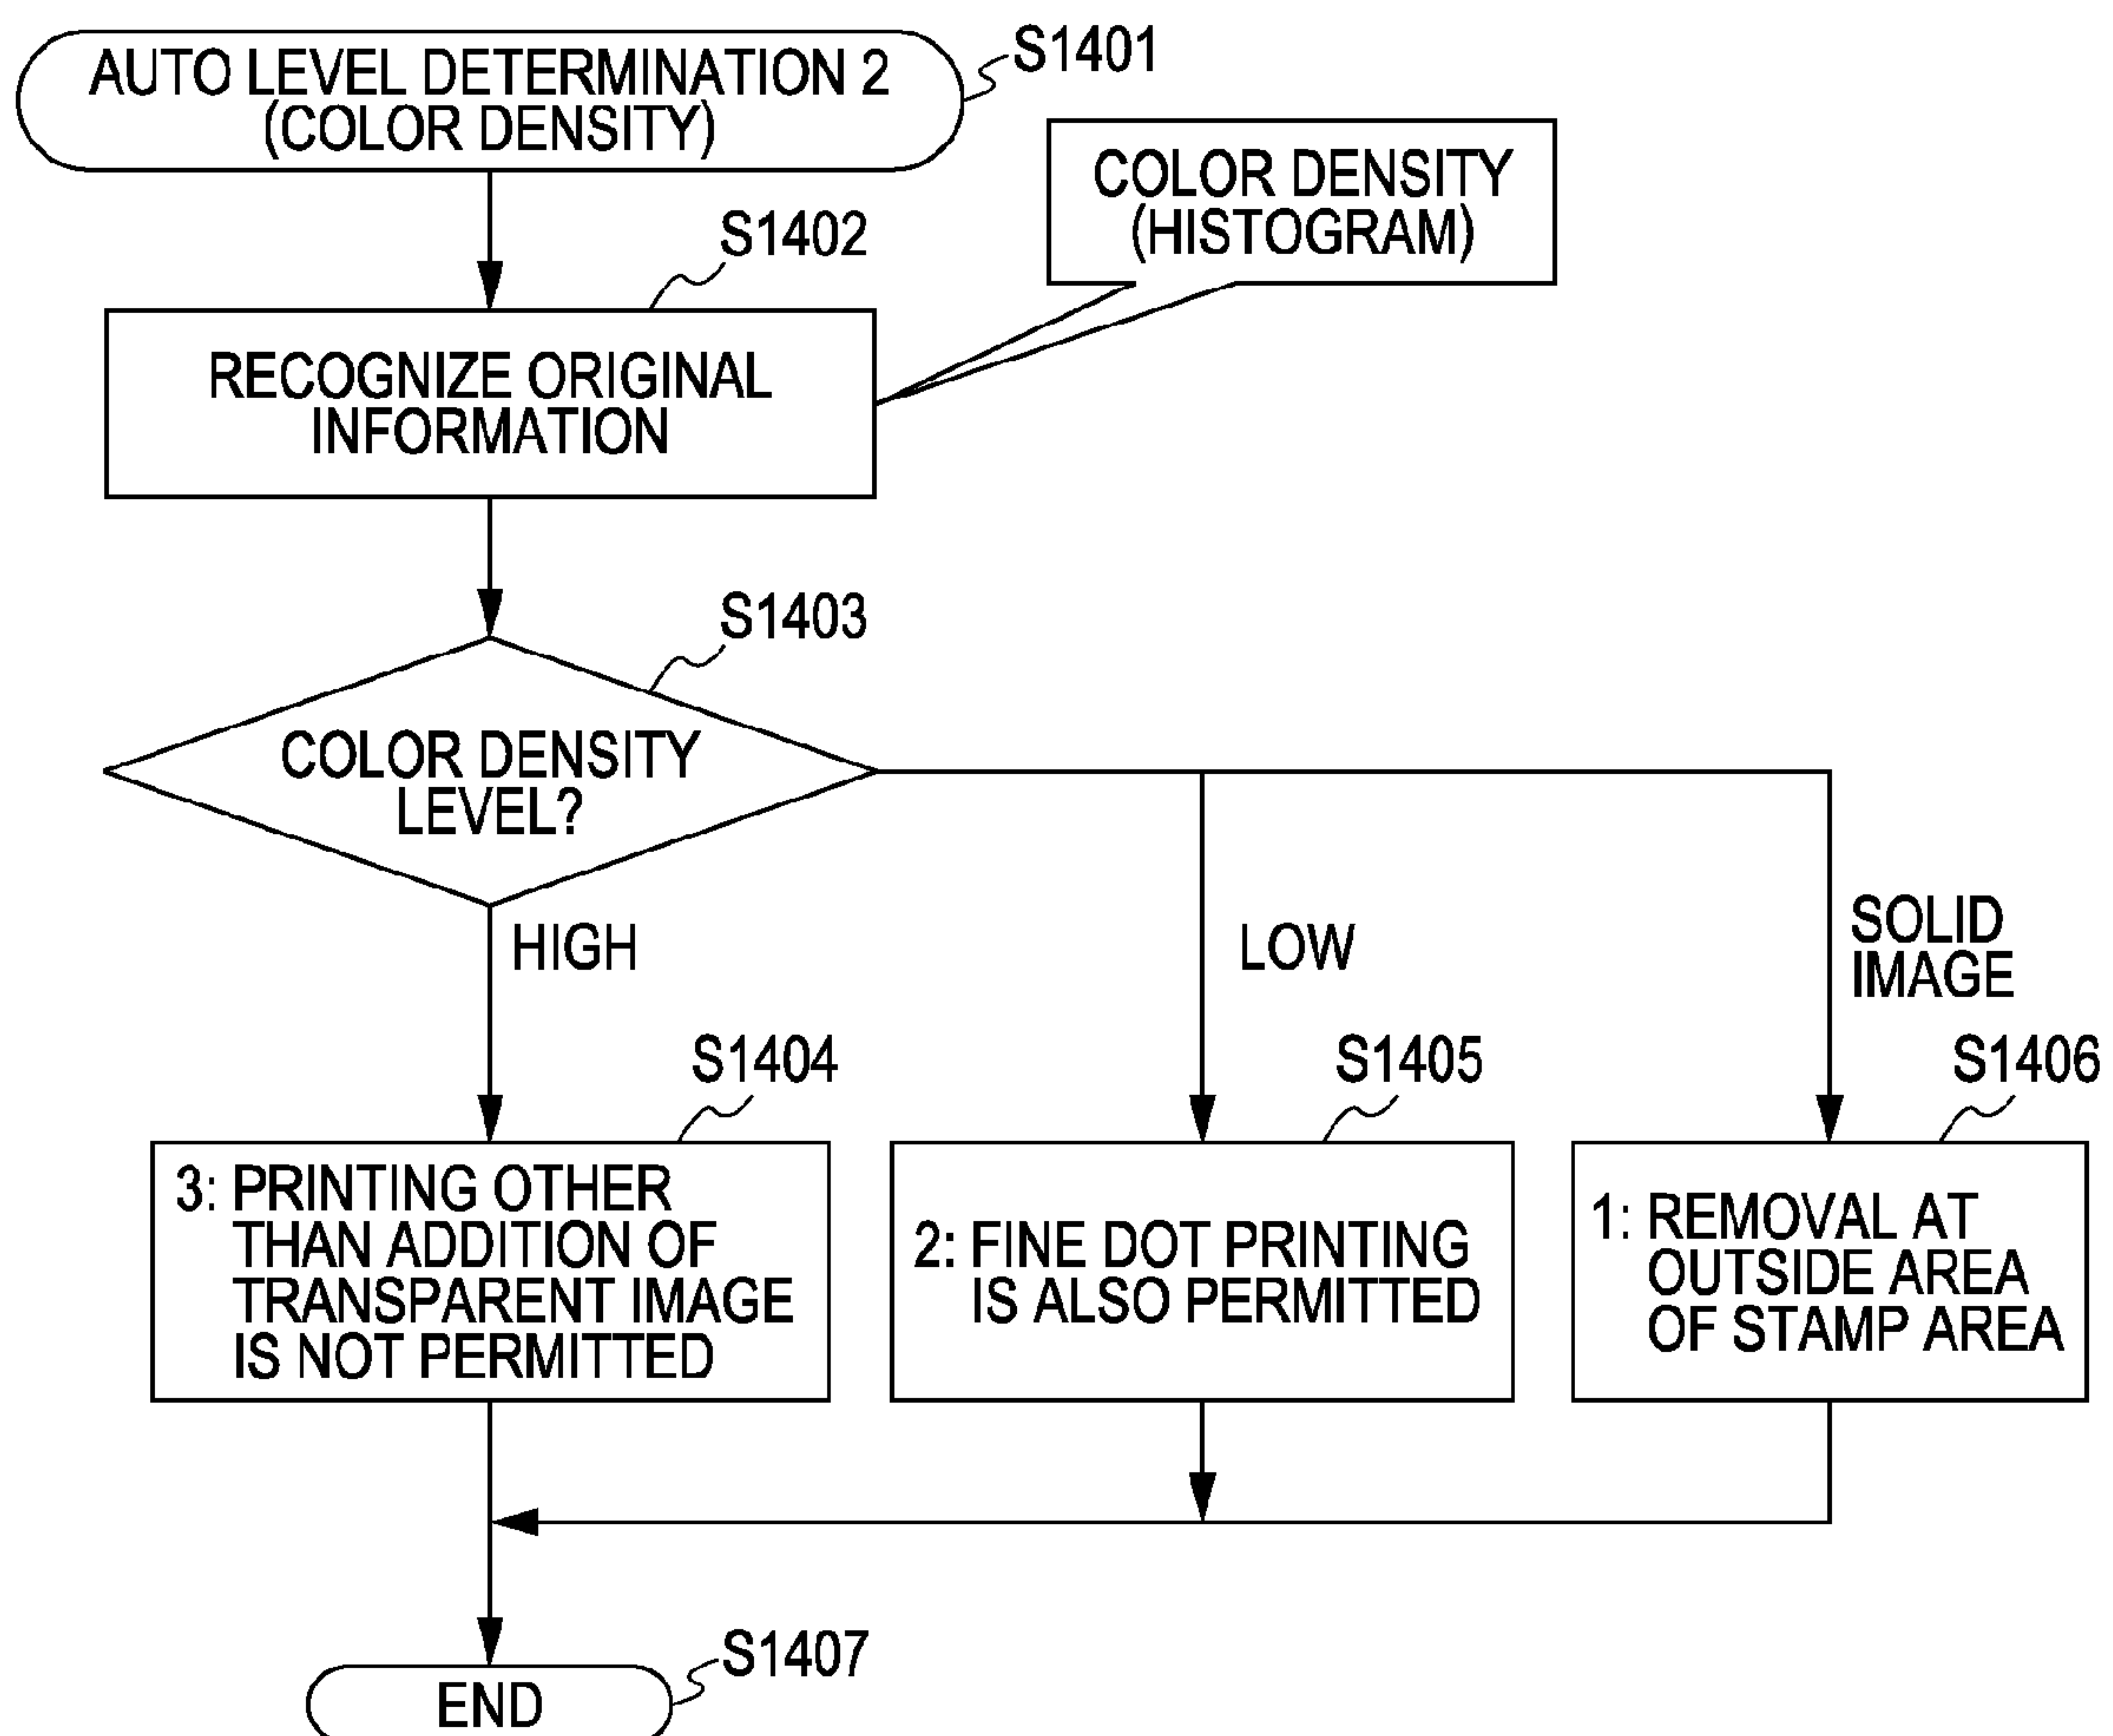 AUTO LEVEL DETERMINATION 2
(COLOR DENSITY)
S1401
COLOR DENSITY
(HISTOGRAM)
S1402
RECOGNIZE ORIGINAL
INFORMATION
S1403
COLOR DENSITY
LEVEL?
HIGH
LOW
SOLID
IMAGE
S1404
3: PRINTING OTHER
THAN ADDITION OF
TRANSPARENT IMAGE
IS NOT PERMITTED
S1405
2: FINE DOT PRINTING
IS ALSO PERMITTED
S1406
1: REMOVAL AT
OUTSIDE AREA
OF STAMP AREA
S1407
END